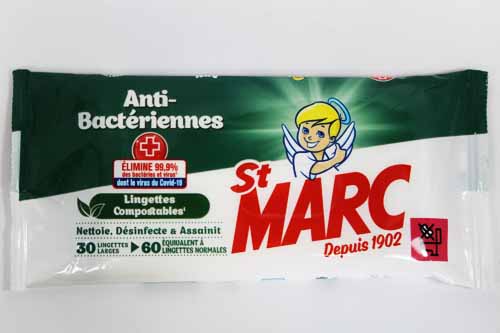 Anti-
Bactériennes
ÉLIMINE 99,9%
des bactéries et virus¹
dont le virus du Covid-19
Lingettes
Compostables
Nettoie, Désinfecte & Assainit
30 LINGETTES LARGES
60 ÉQUIVALENT À LINGETTES NORMALES
St
MARC
Depuis 1902